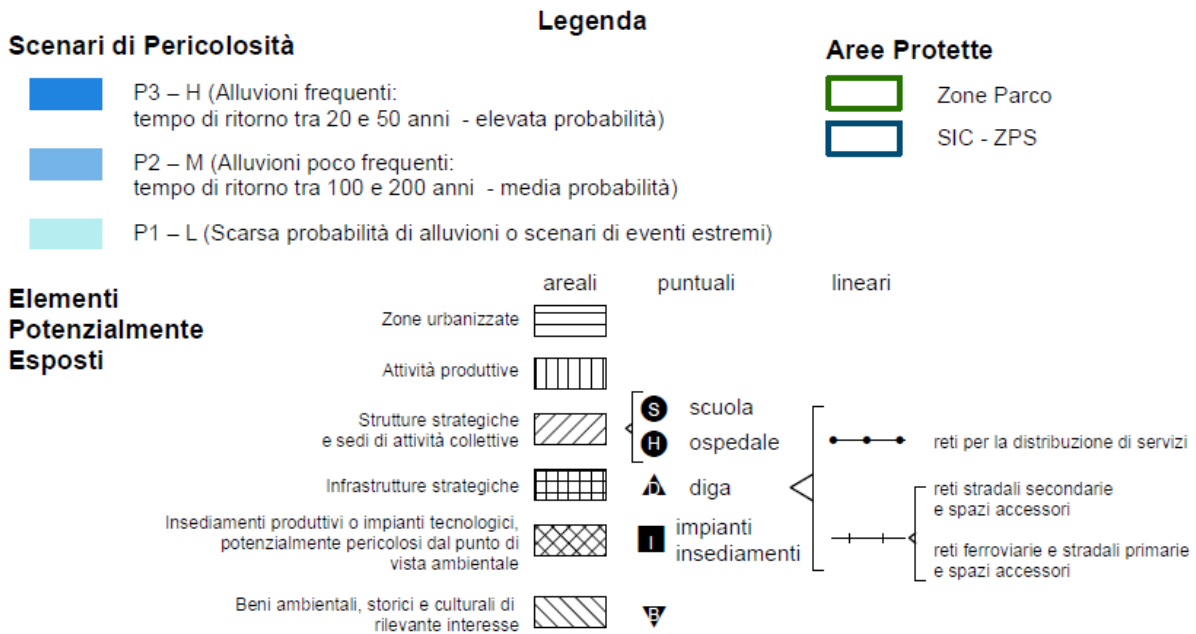 Legenda
Scenari di Pericolosità
P3 – H (Alluvioni frequenti:
tempo di ritorno tra 20 e 50 anni - elevata probabilità)
P2 – M (Alluvioni poco frequenti:
tempo di ritorno tra 100 e 200 anni - media probabilità)
P1 – L (Scarsa probabilità di alluvioni o scenari di eventi estremi)
Aree Protette
Zone Parco
SIC - ZPS
Elementi
Potenzialmente
Esposti
areali
puntuali
lineari
Zone urbanizzate
Attività produttive
Strutture strategiche
e sedi di attività collettive
S
scuola
H
ospedale
Infrastrutture strategiche
D
diga
Insediamenti produttivi o impianti tecnologici,
potenzialmente pericolosi dal punto di
vista ambientale
I
impianti
insediamenti
Beni ambientali, storici e culturali di
rilevante interesse
B
reti per la distribuzione di servizi
reti stradali secondarie
e spazi accessori
reti ferroviarie e stradali primarie
e spazi accessori